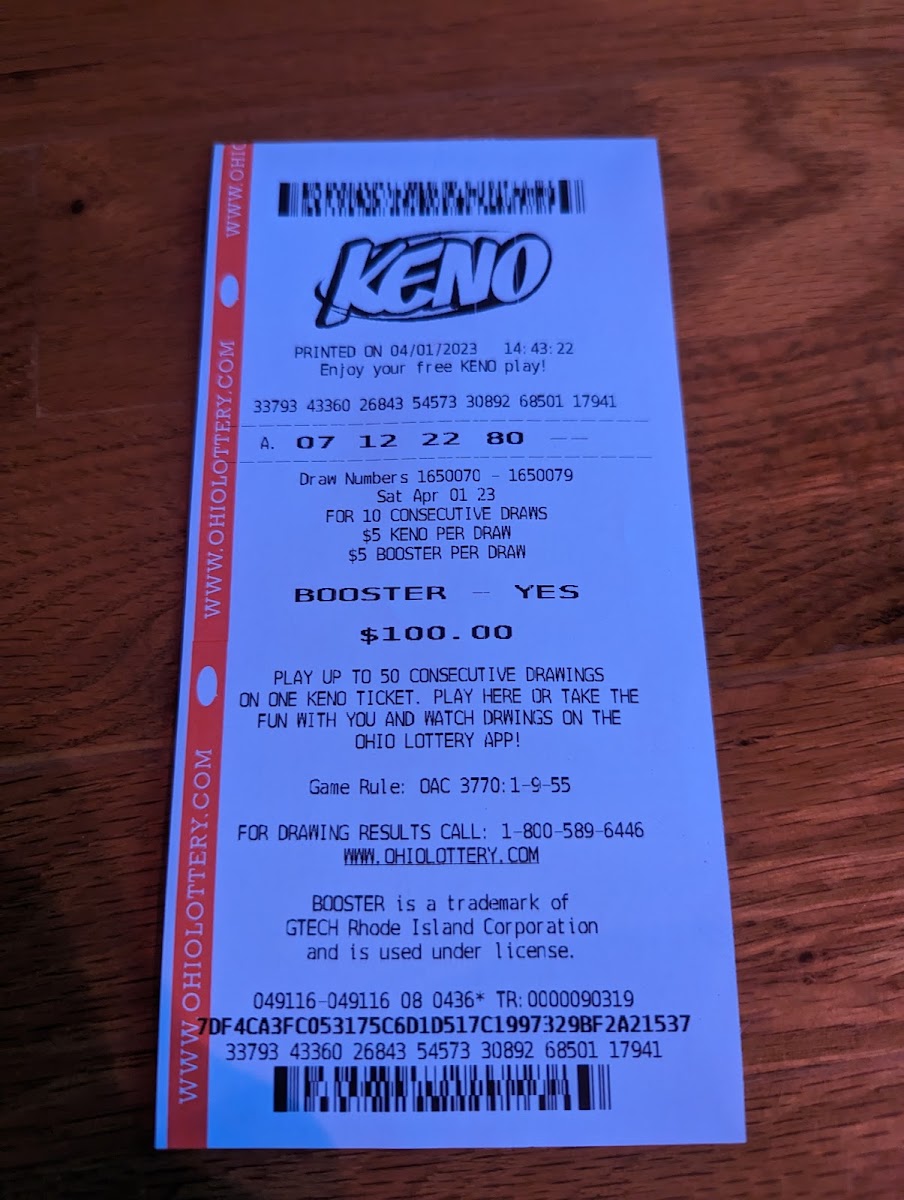 WWW.OHIO
WWW.OHIOLOTTERY.COM
WWW.OHIOLOTTERY.COM
KENO
PRINTED ON 04/01/2023 14:43:22
Enjoy your free KENO play!
33793 43360 26843 54573 30892 68501 17941
A. 07 12 22 80 -- --
Draw Numbers 1650070 - 1650079
Sat Apr 01 23
FOR 10 CONSECUTIVE DRAWS
$5 KENO PER DRAW
$5 BOOSTER PER DRAW
BOOSTER - YES
$100.00
PLAY UP TO 50 CONSECUTIVE DRAWINGS
ON ONE KENO TICKET. PLAY HERE OR TAKE THE
FUN WITH YOU AND WATCH DRWINGS ON THE
OHIO LOTTERY APP!
Game Rule: OAC 3770:1-9-55
FOR DRAWING RESULTS CALL: 1-800-589-6446
WWW.OHIOLOTTERY.COM
BOOSTER is a trademark of
GTECH Rhode Island Corporation
and is used under license.
049116-049116 08 0436* TR:0000090319
7DF4CA3FC053175C6D1D517C1997329BF2A21537
33793 43360 26843 54573 30892 68501 17941